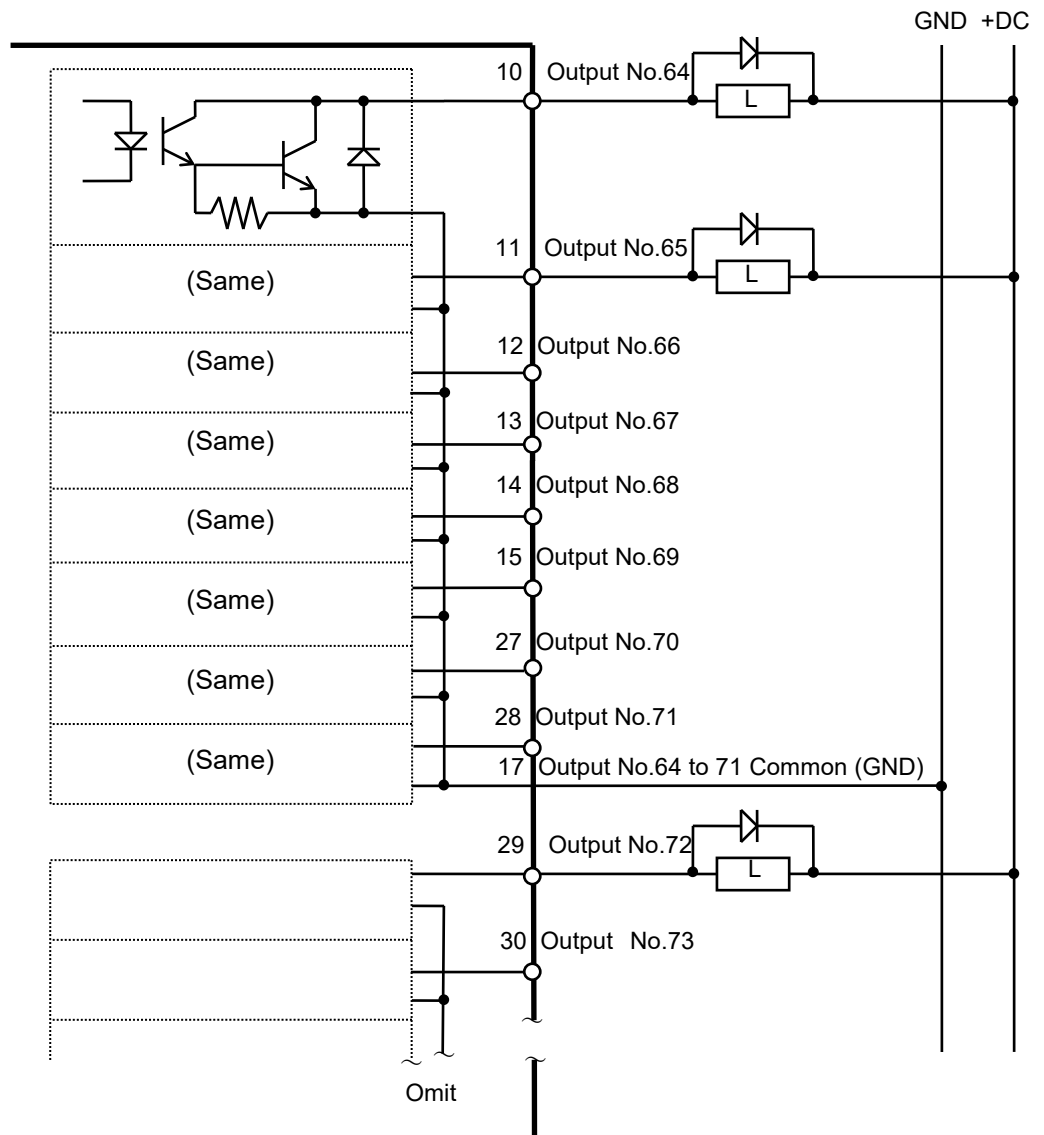 GND +DC
10 Output No.64
L
11 Output No.65
L
(Same)
12 Output No.66
(Same)
13 Output No.67
(Same)
14 Output No.68
(Same)
15 Output No.69
(Same)
27 Output No.70
(Same)
28 Output No.71
(Same)
17 Output No.64 to 71 Common (GND)
29 Output No.72
L
30 Output No.73
Omit